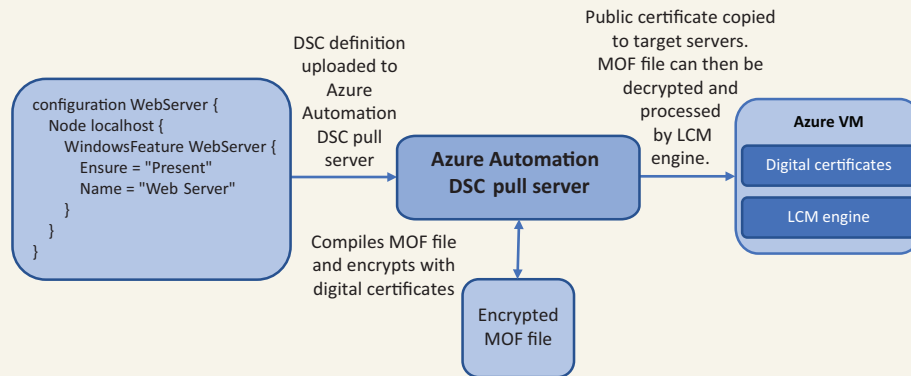 configuration WebServer {
Node localhost {
WindowsFeature WebServer {
Ensure = "Present"
Name = "Web Server"
}
}
}
DSC definition
uploaded to
Azure
Automation
DSC pull
server
Azure Automation
DSC pull server
Compiles MOF file
and encrypts with
digital certificates
Encrypted
MOF file
Public certificate copied
to target servers.
MOF file can then be
decrypted and
processed
by LCM
engine.
Azure VM
Digital certificates
LCM engine